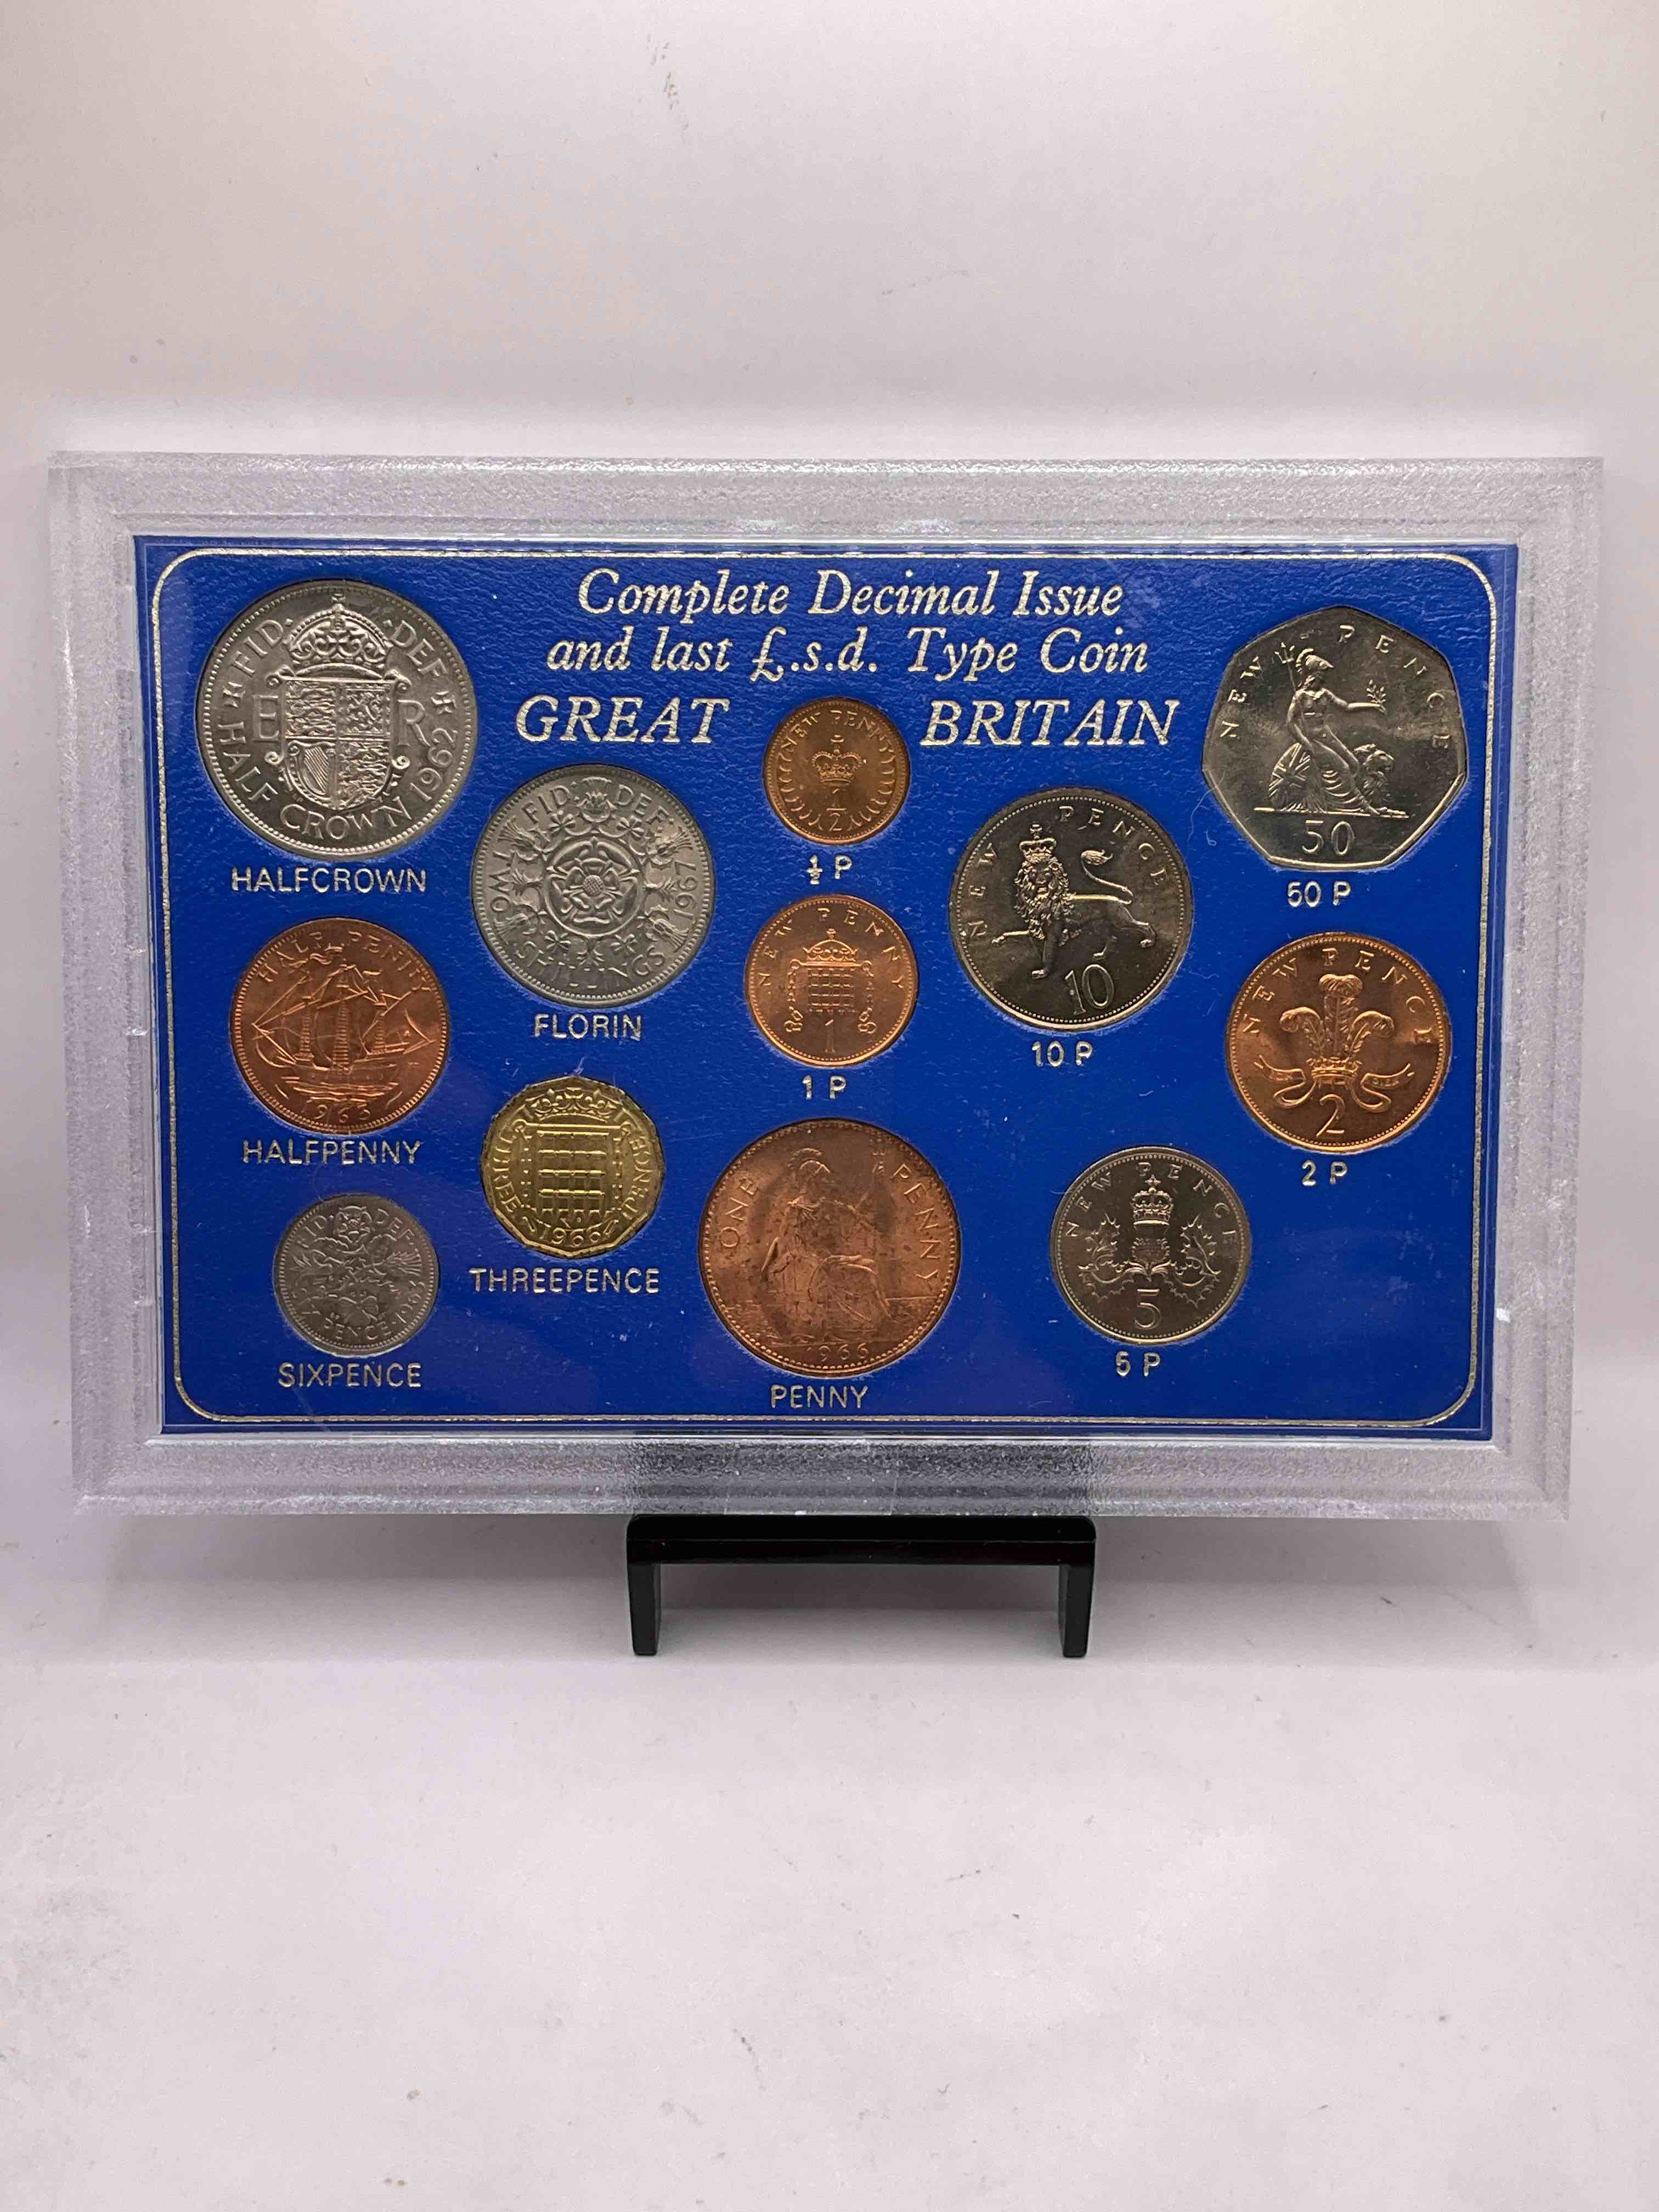 Complete Decimal Issue
and last £.s.d. Type Coin
GREAT BRITAIN
FID· DEF
E R
HALF CROWN 1962
HALFCROWN
FID· DEF
TWO SHILLINGS 1967
FLORIN
NEW PENNY
½
½ P
NEW PENNY
1
1 P
NEW PENCE
10
10 P
NEW PENCE
50
50 P
HALF PENNY
HALFPENNY
THREE PENCE
1966
THREEPENCE
FID DEF
PENCE
SIXPENCE
ONE PENNY
1966
PENNY
NEW PENCE
5
5 P
NEW PENCE
2
2 P